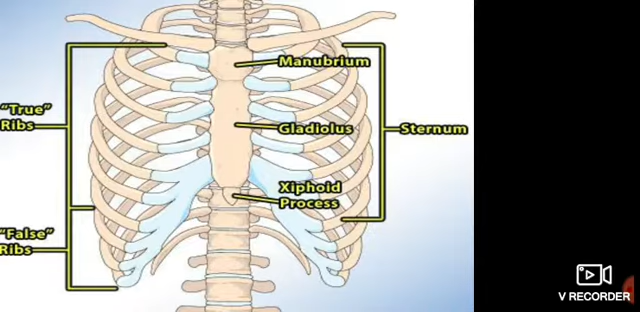 Manubrium
"True"
Ribs
Gladiolus
Sternum
Xiphoid
Process
"False"
Ribs
V RECORDER